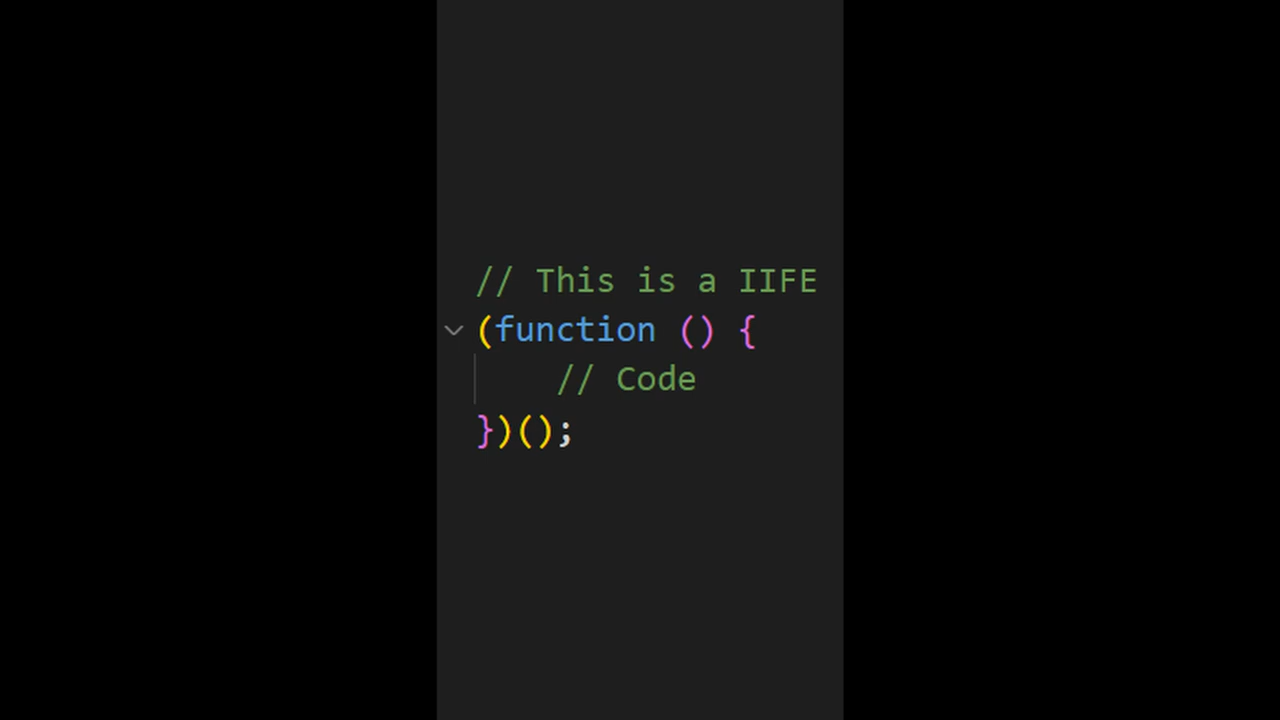 // This is a IIFE
(function () {
    // Code
})();